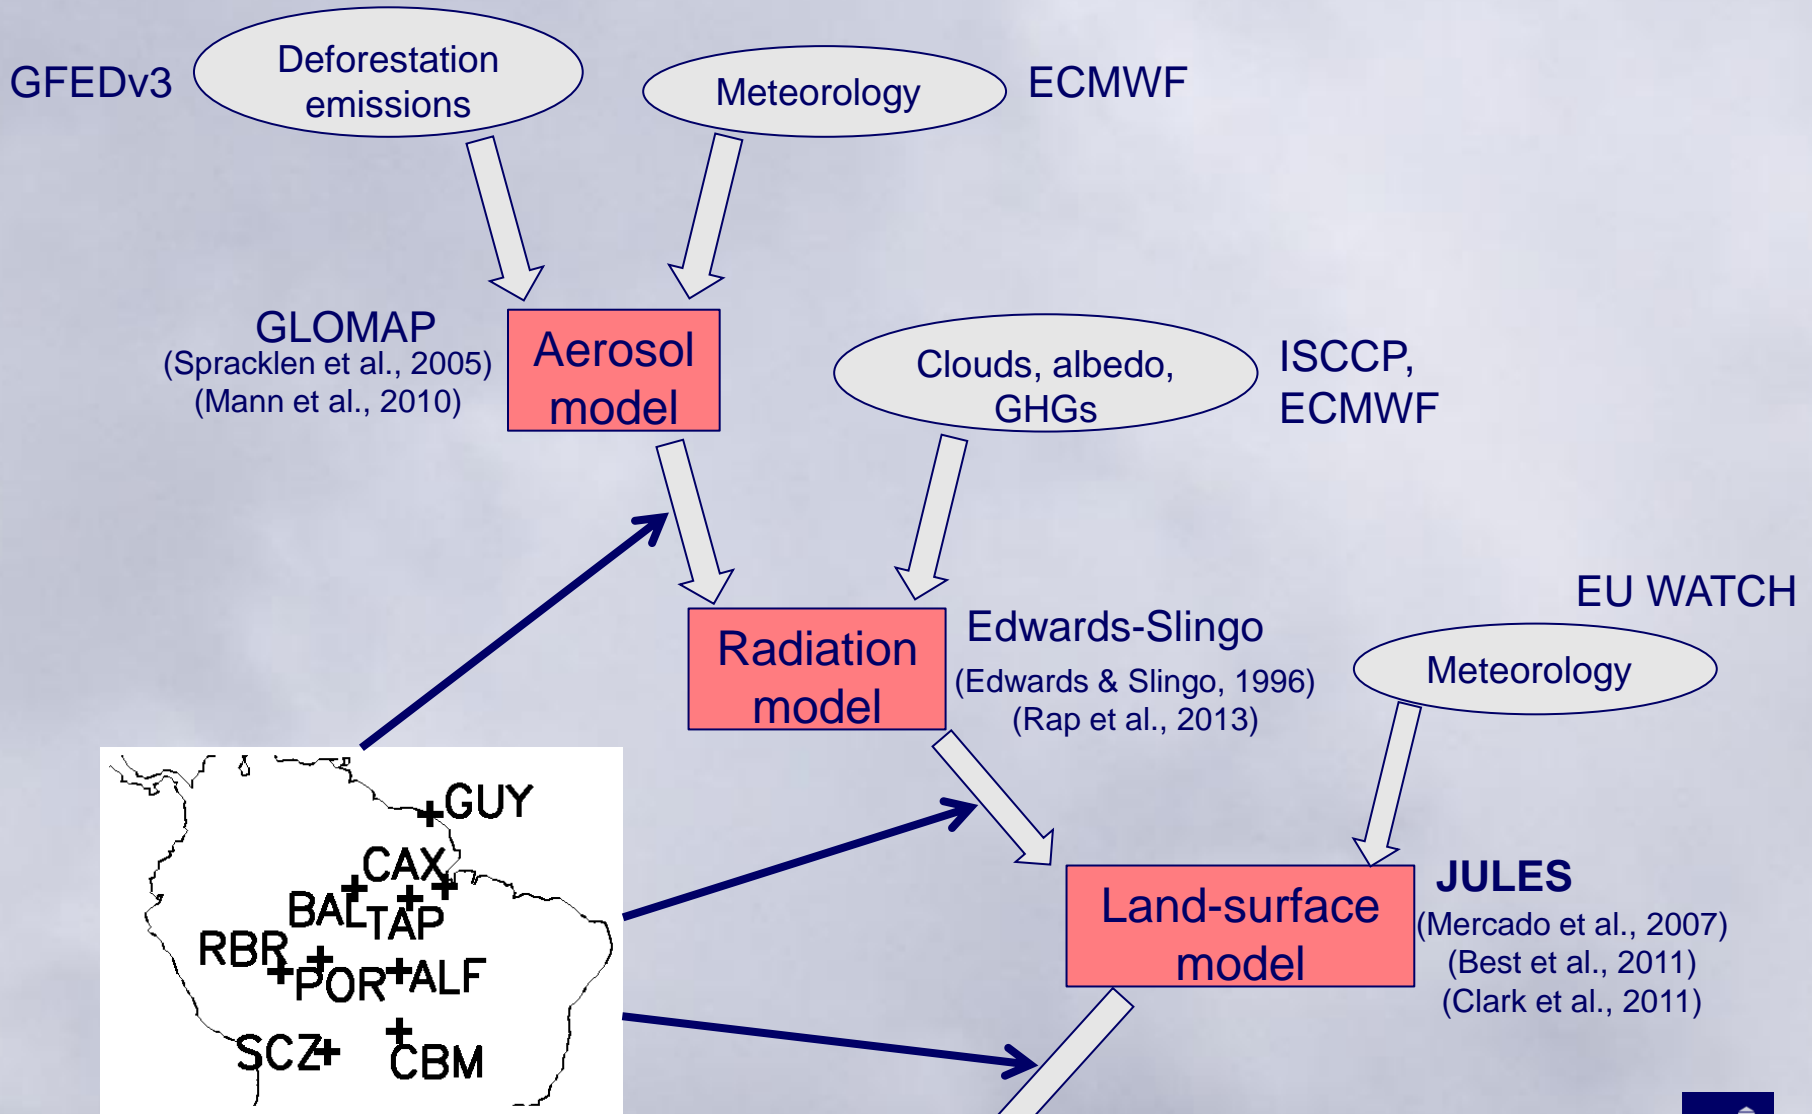 GFEDv3
Deforestation
emissions
Meteorology
ECMWF
GLOMAP
(Spracklen et al., 2005)
(Mann et al., 2010)
Aerosol
model
Clouds, albedo,
GHGs
ISCCP,
ECMWF
Radiation
model
Edwards-Slingo
(Edwards & Slingo, 1996)
(Rap et al., 2013)
EU WATCH
Meteorology
GUY
CAX
BAL TAP
RBR
POR ALF
SCZ
CBM
Land-surface
model
JULES
(Mercado et al., 2007)
(Best et al., 2011)
(Clark et al., 2011)